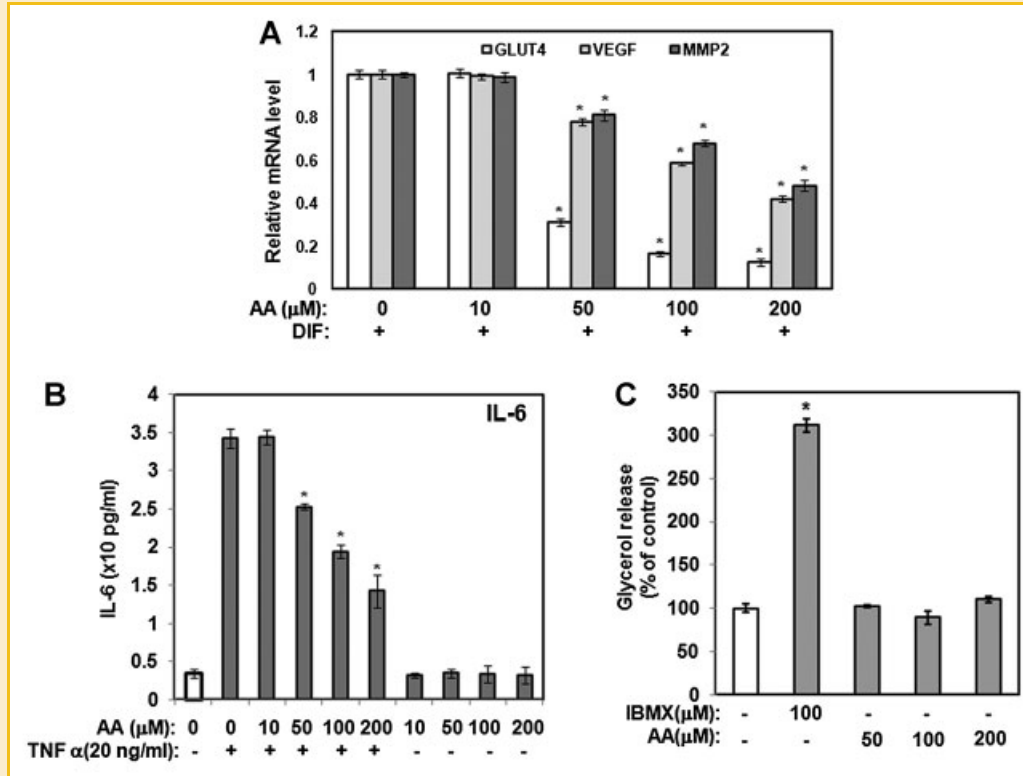 A
1.2
GLUT4 VEGF MMP2
1
0.8
0.6
0.4
0.2
0
Relative mRNA level
* * *
* * *
* * *
AA (μM): 0 10 50 100 200
DIF: + + + + +
B
IL-6
4
3.5
3
2.5
2
1.5
1
0.5
0
IL-6 (x10 pg/ml)
* * *
AA (μM): 0 0 10 50 100 200 10 50 100 200
TNF α(20 ng/ml): - + + + + + - - - -
C
350
300
250
200
150
100
50
0
Glycerol release
(% of control)
*
IBMX(μM) - 100 - - -
AA(μM): - - 50 100 200